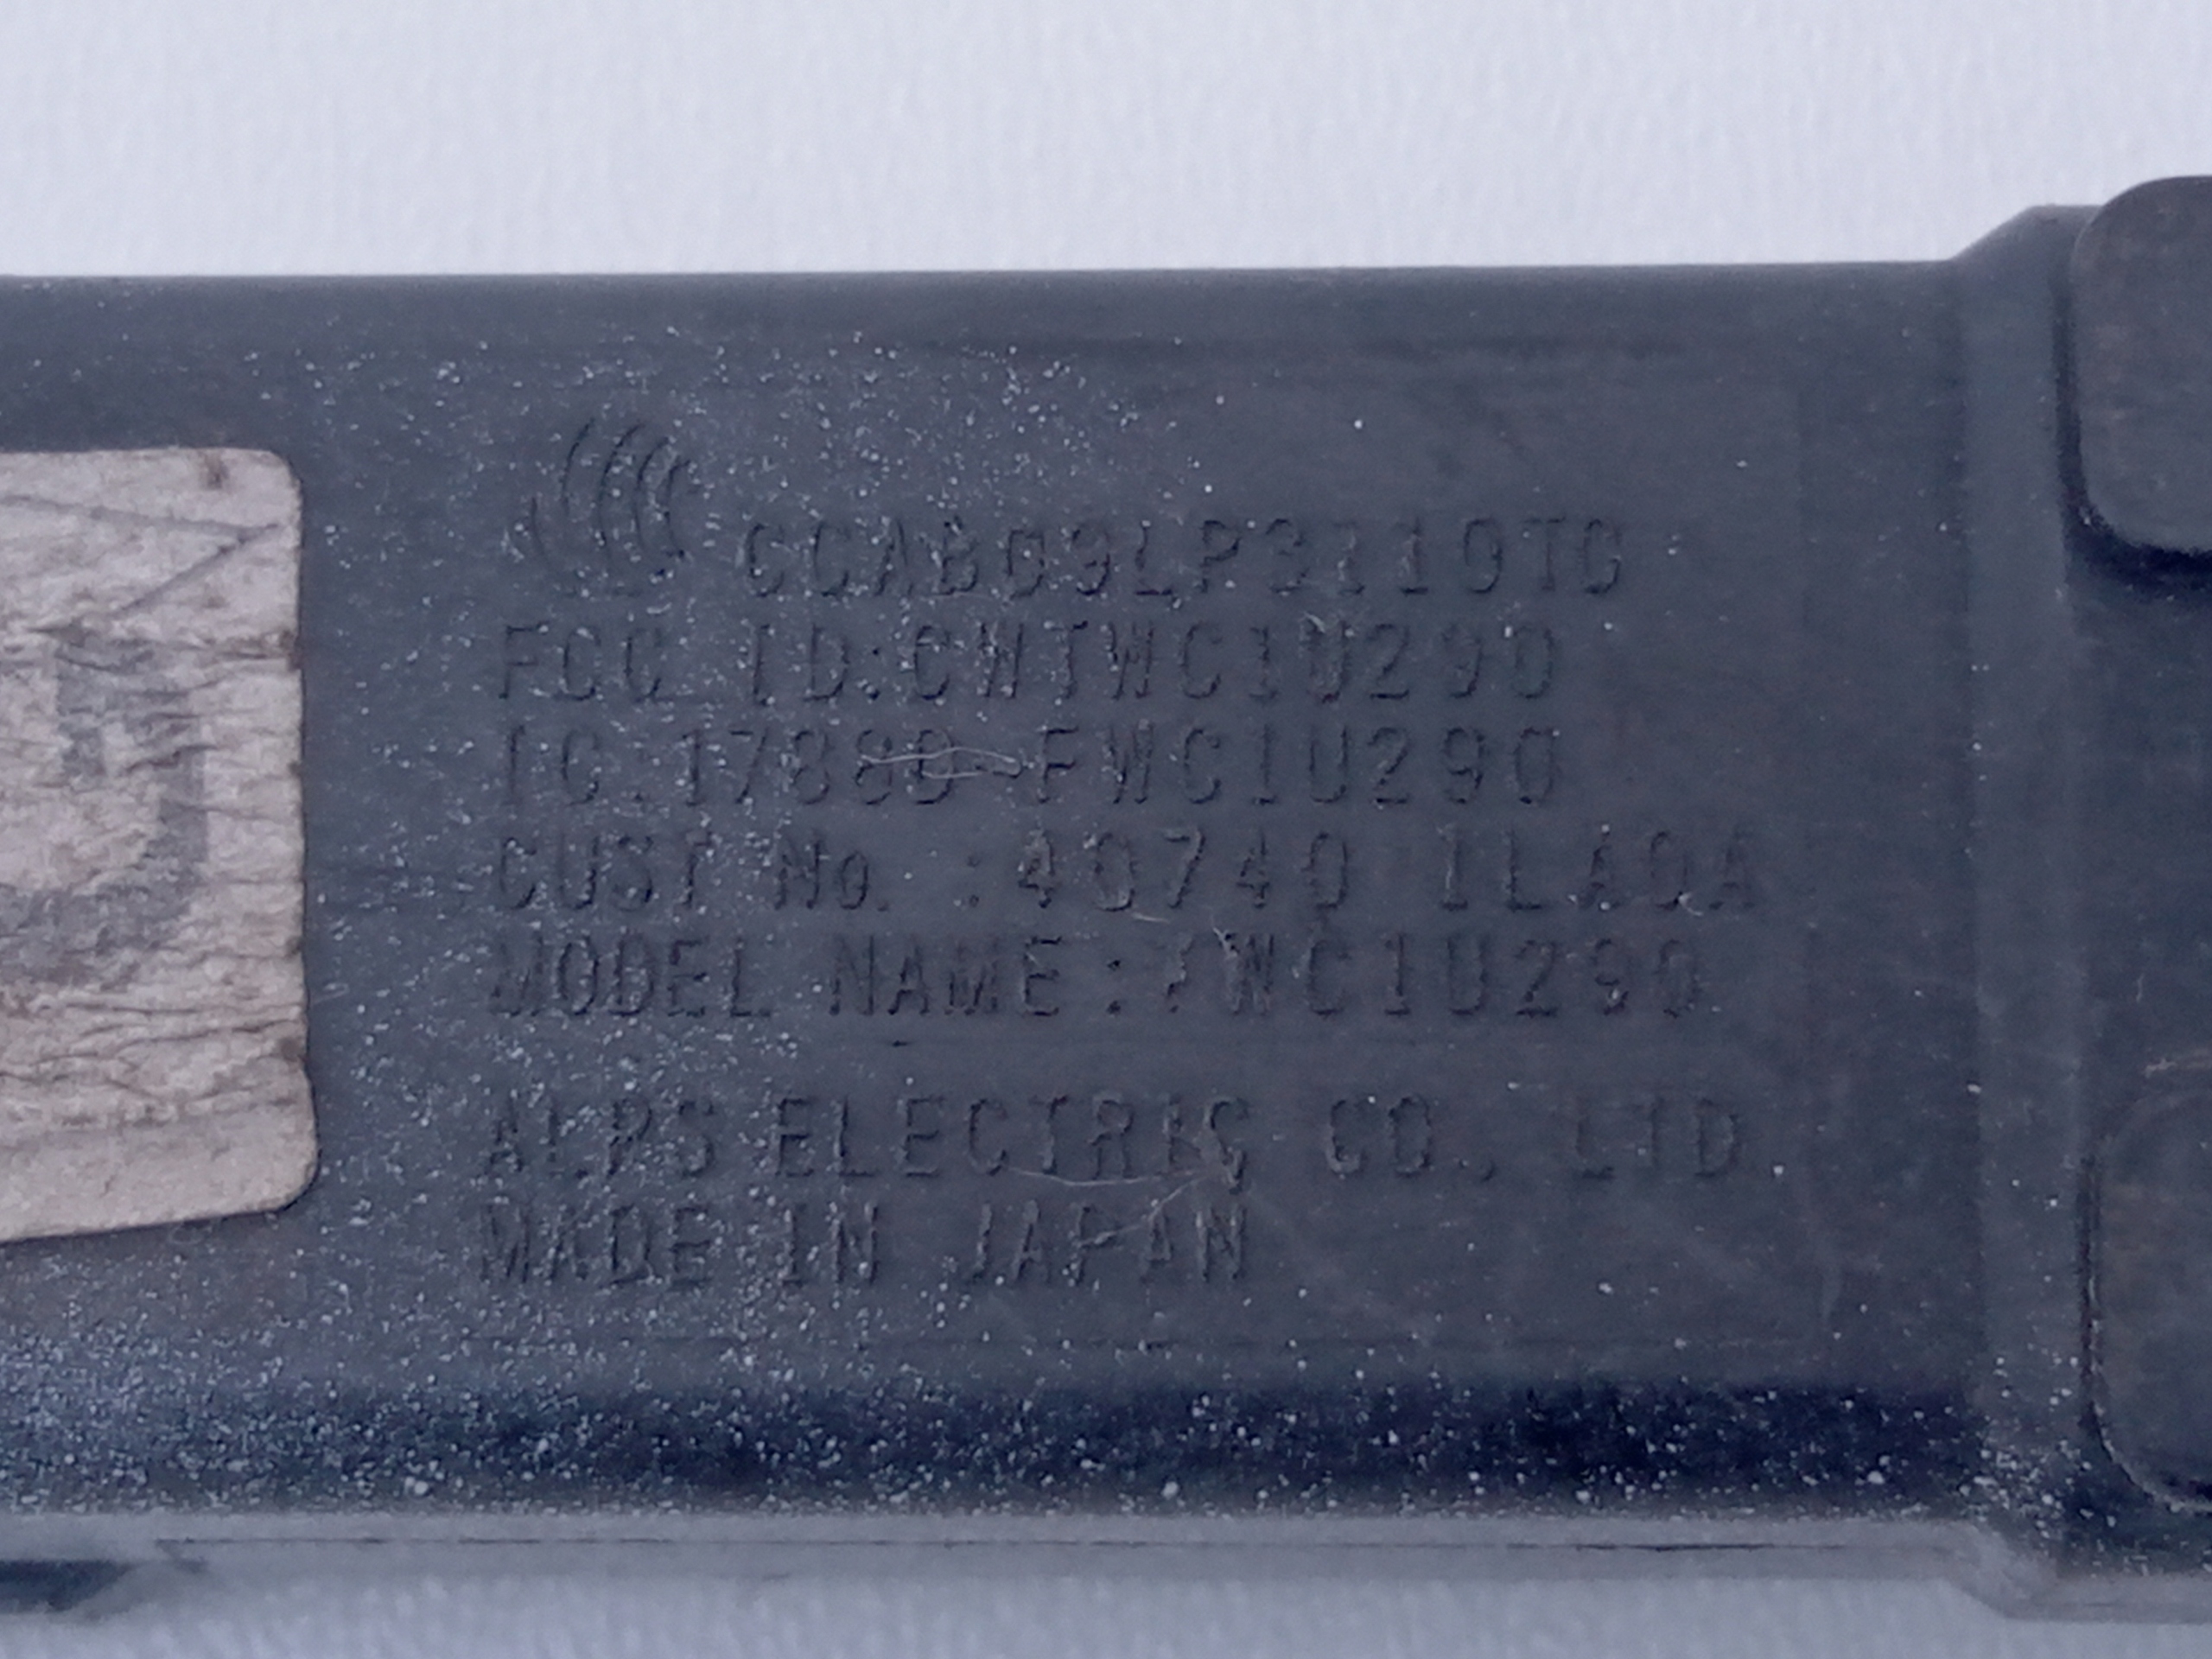 CCAB09LP3110T0
FCC ID:CWTWC1U290
IC:1788D-FWC1U290
CUST No. :40740 1LA0A
MODEL NAME:FWC1U290
ALPS ELECTRIC CO., LTD.
MADE IN JAPAN